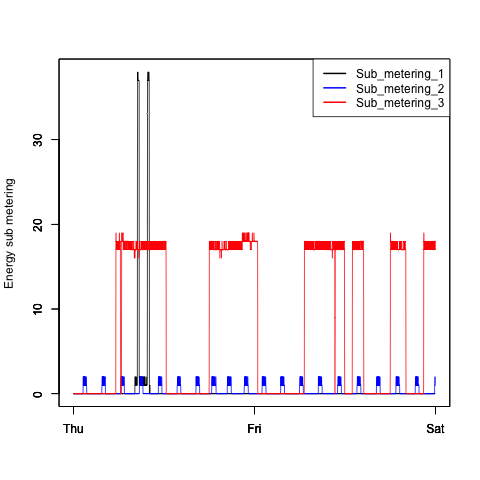 Sub_metering_1
Sub_metering_2
Sub_metering_3
Energy sub metering
30
20
10
0
Thu Fri Sat